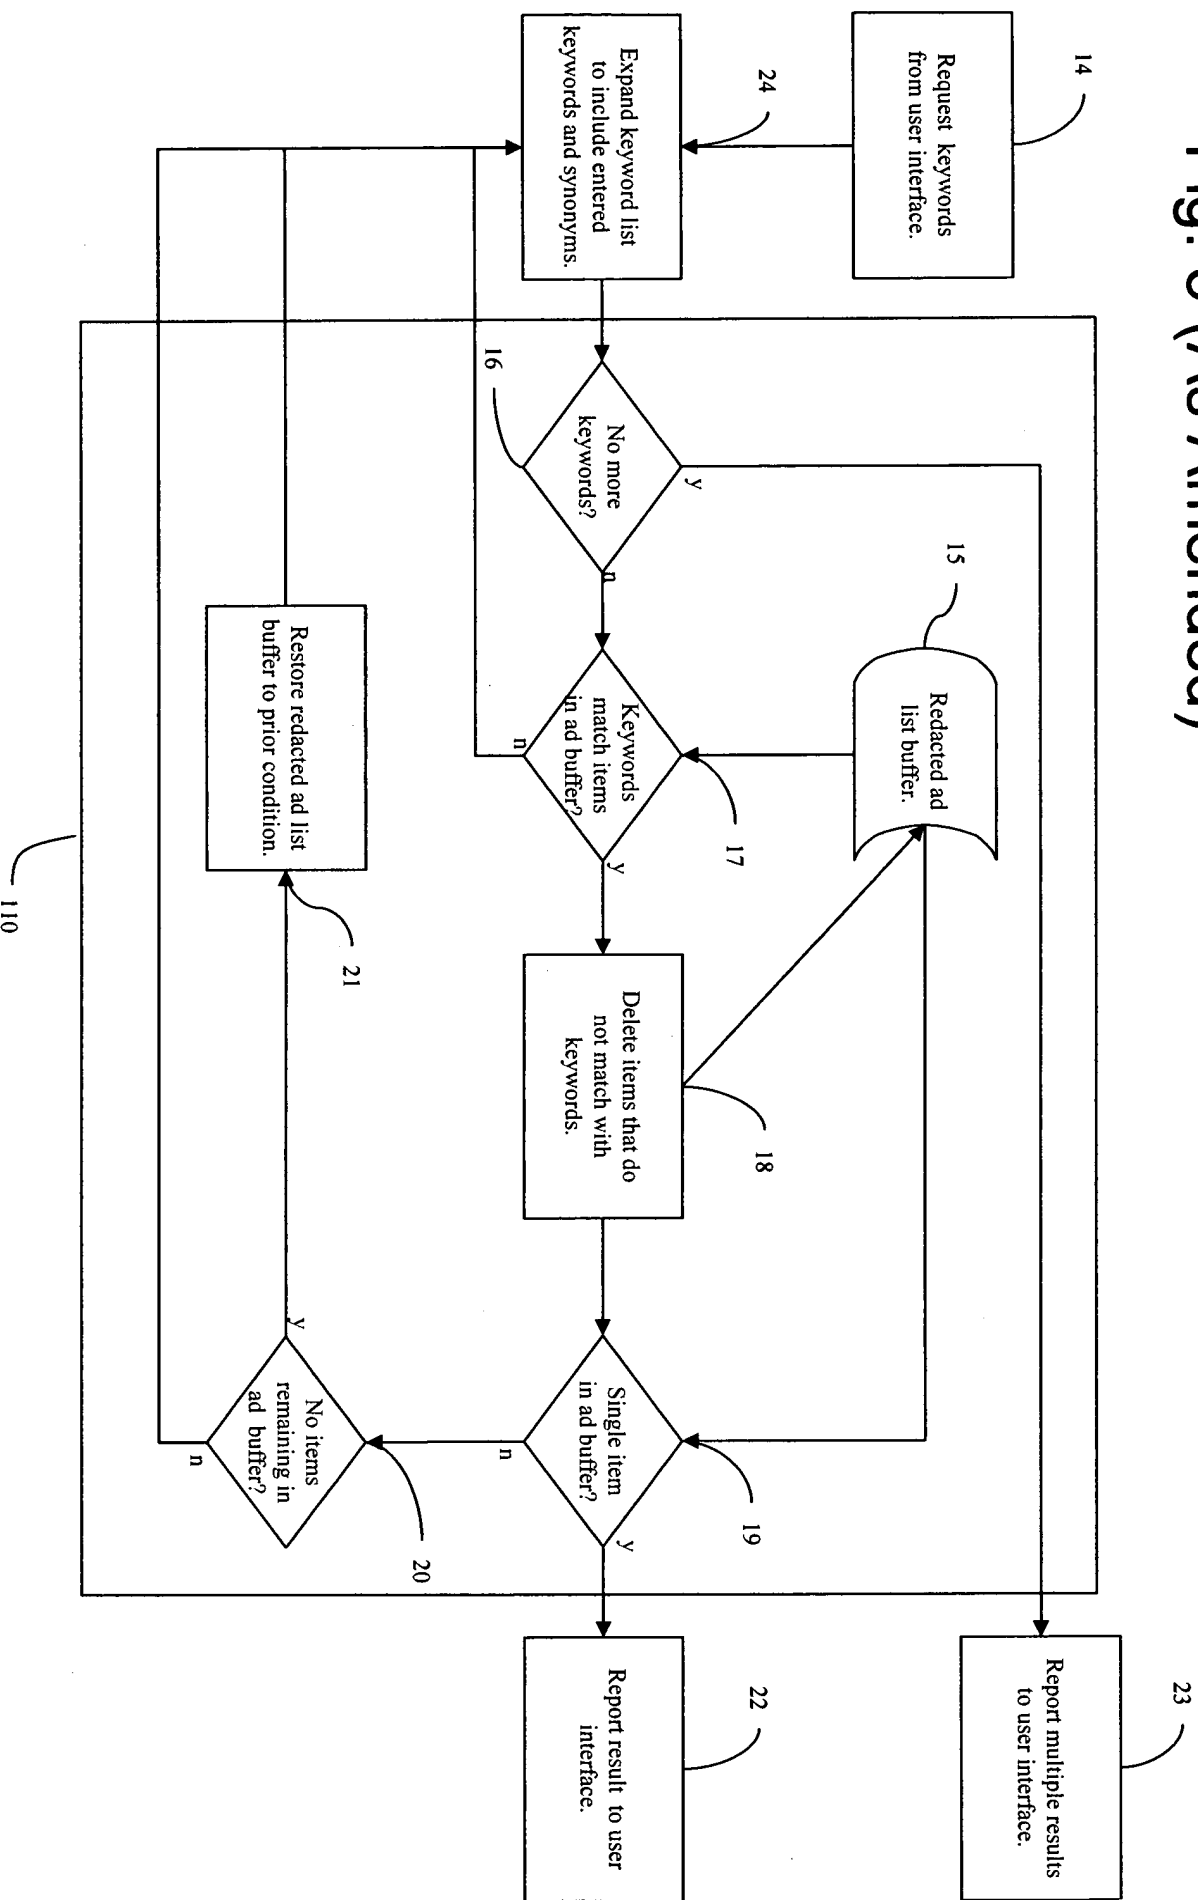 Fig. (As Amended)
14
Request keywords
from user interface.
23
Report multiple results
to user interface.
15
Redacted ad
list buffer.
24
Expand keyword list
to include entered
keywords and synonyms.
16
No more
keywords?
y
n
17
Keywords
match items
in ad buffer?
y
n
18
Delete items that do
not match with
keywords.
19
Single item
in ad buffer?
y
n
22
Report result to user
interface.
21
Restore redacted ad list
buffer to prior condition.
20
No items
remaining in
ad buffer?
y
n
110